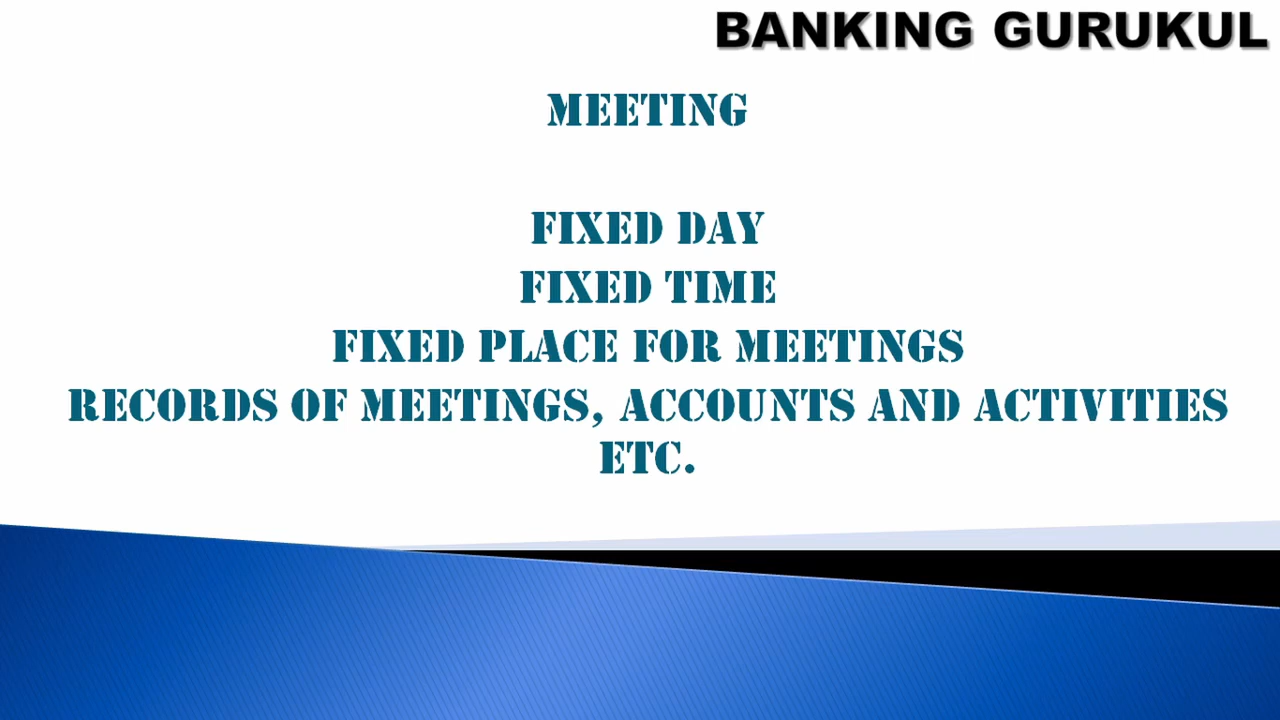 BANKING GURUKUL
MEETING
FIXED DAY
FIXED TIME
FIXED PLACE FOR MEETINGS
RECORDS OF MEETINGS, ACCOUNTS AND ACTIVITIES
ETC.